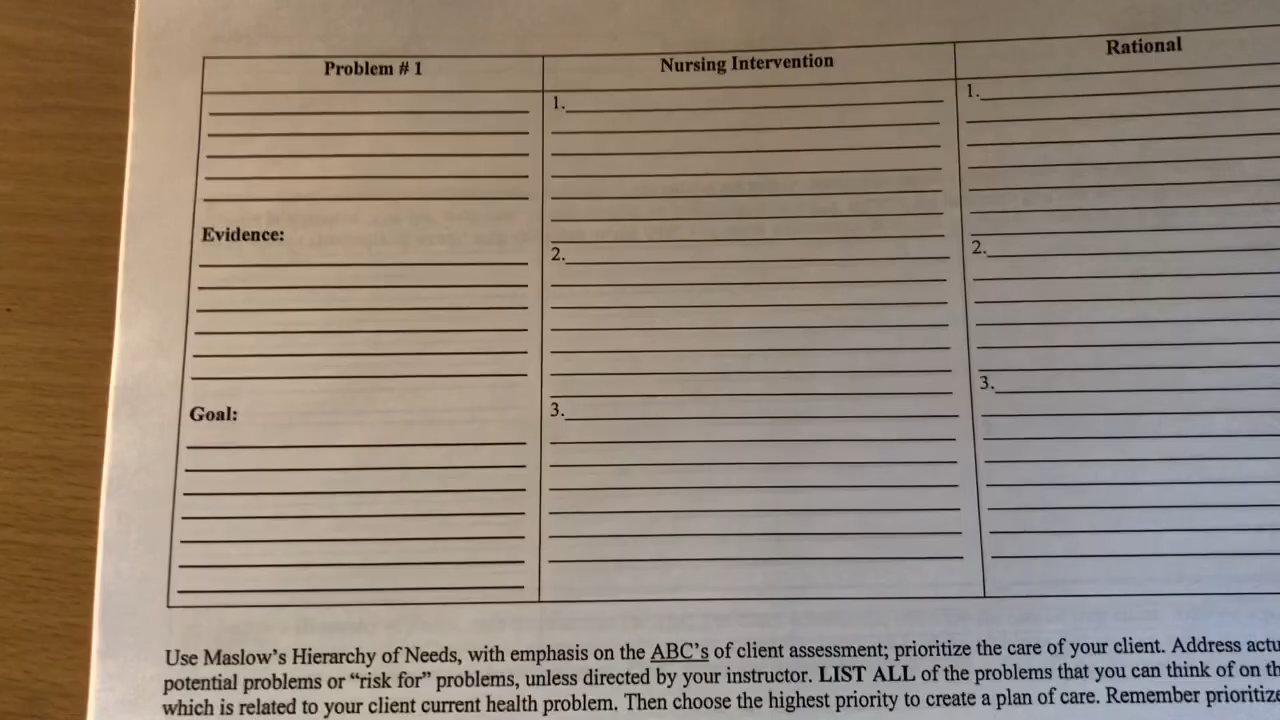 Problem # 1
Nursing Intervention
Rational
1.
1.
Evidence:
2.
2.
3.
Goal:
3.
Use Maslow's Hierarchy of Needs, with emphasis on the ABC's of client assessment; prioritize the care of your client. Address
potential problems or "risk for" problems, unless directed by your instructor. LIST ALL of the problems that you can think of on
which is related to your client current health problem. Then choose the highest priority to create a plan of care. Remember